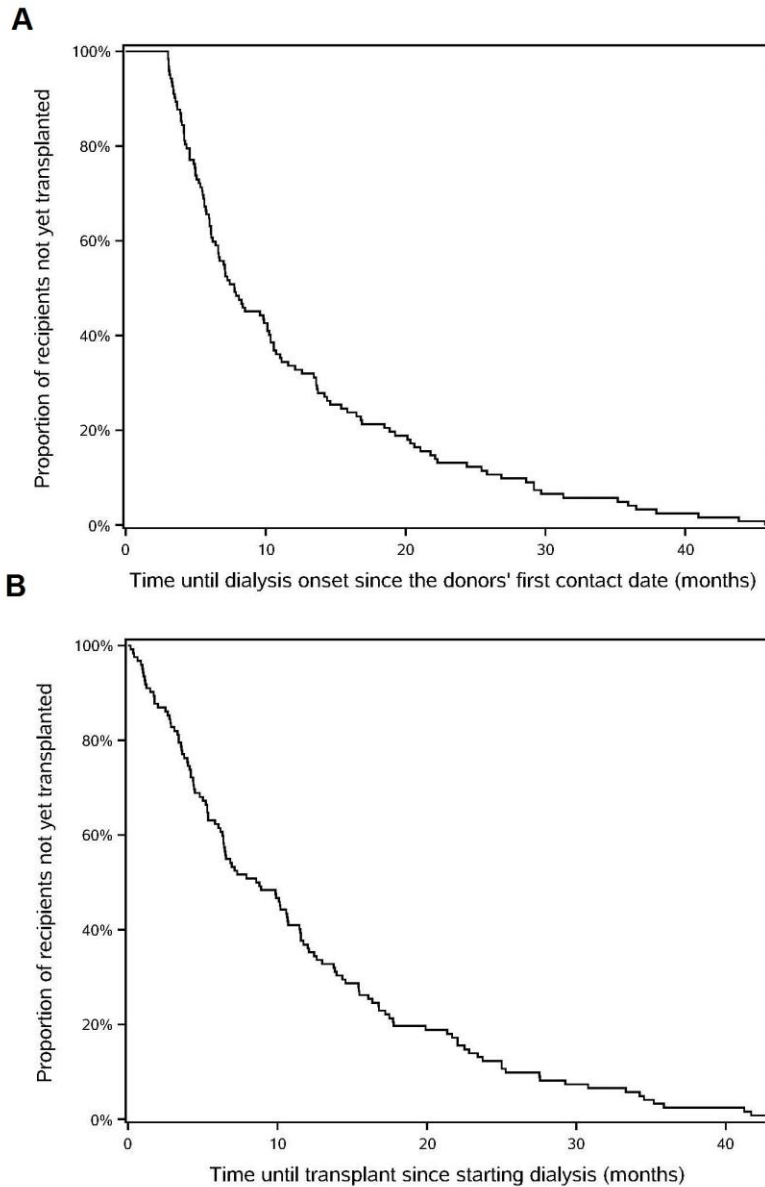 A
Proportion of recipients not yet transplanted
100%
80%
60%
40%
20%
0%
0 10 20 30 40
Time until dialysis onset since the donors' first contact date (months)
B
Proportion of recipients not yet transplanted
100%
80%
60%
40%
20%
0%
0 10 20 30 40
Time until transplant since starting dialysis (months)